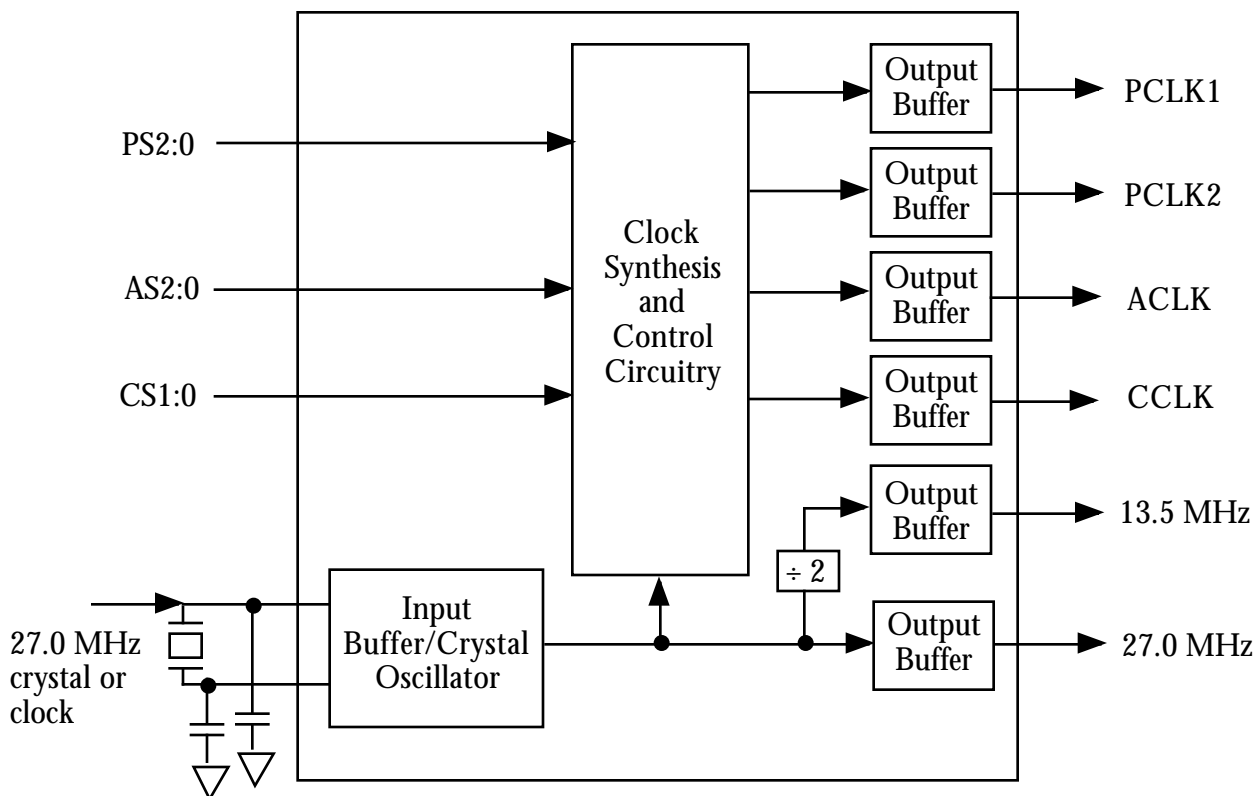 Output
Buffer
PCLK1
PS2:0
Output
Buffer
PCLK2
Clock
Synthesis
and
Control
Circuitry
AS2:0
Output
Buffer
ACLK
CS1:0
Output
Buffer
CCLK
Output
Buffer
13.5 MHz
÷ 2
27.0 MHz
crystal or
clock
Input
Buffer/Crystal
Oscillator
Output
Buffer
27.0 MHz